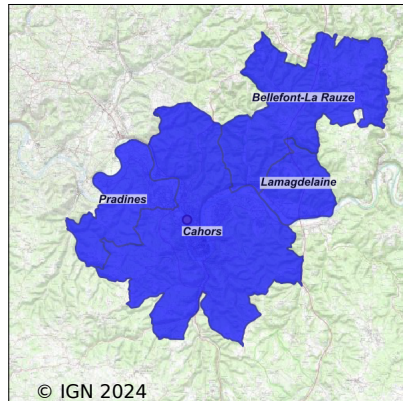 Bellefont-La Rauze
Lamagdelaine
Pradines
Cahors
© IGN 2024